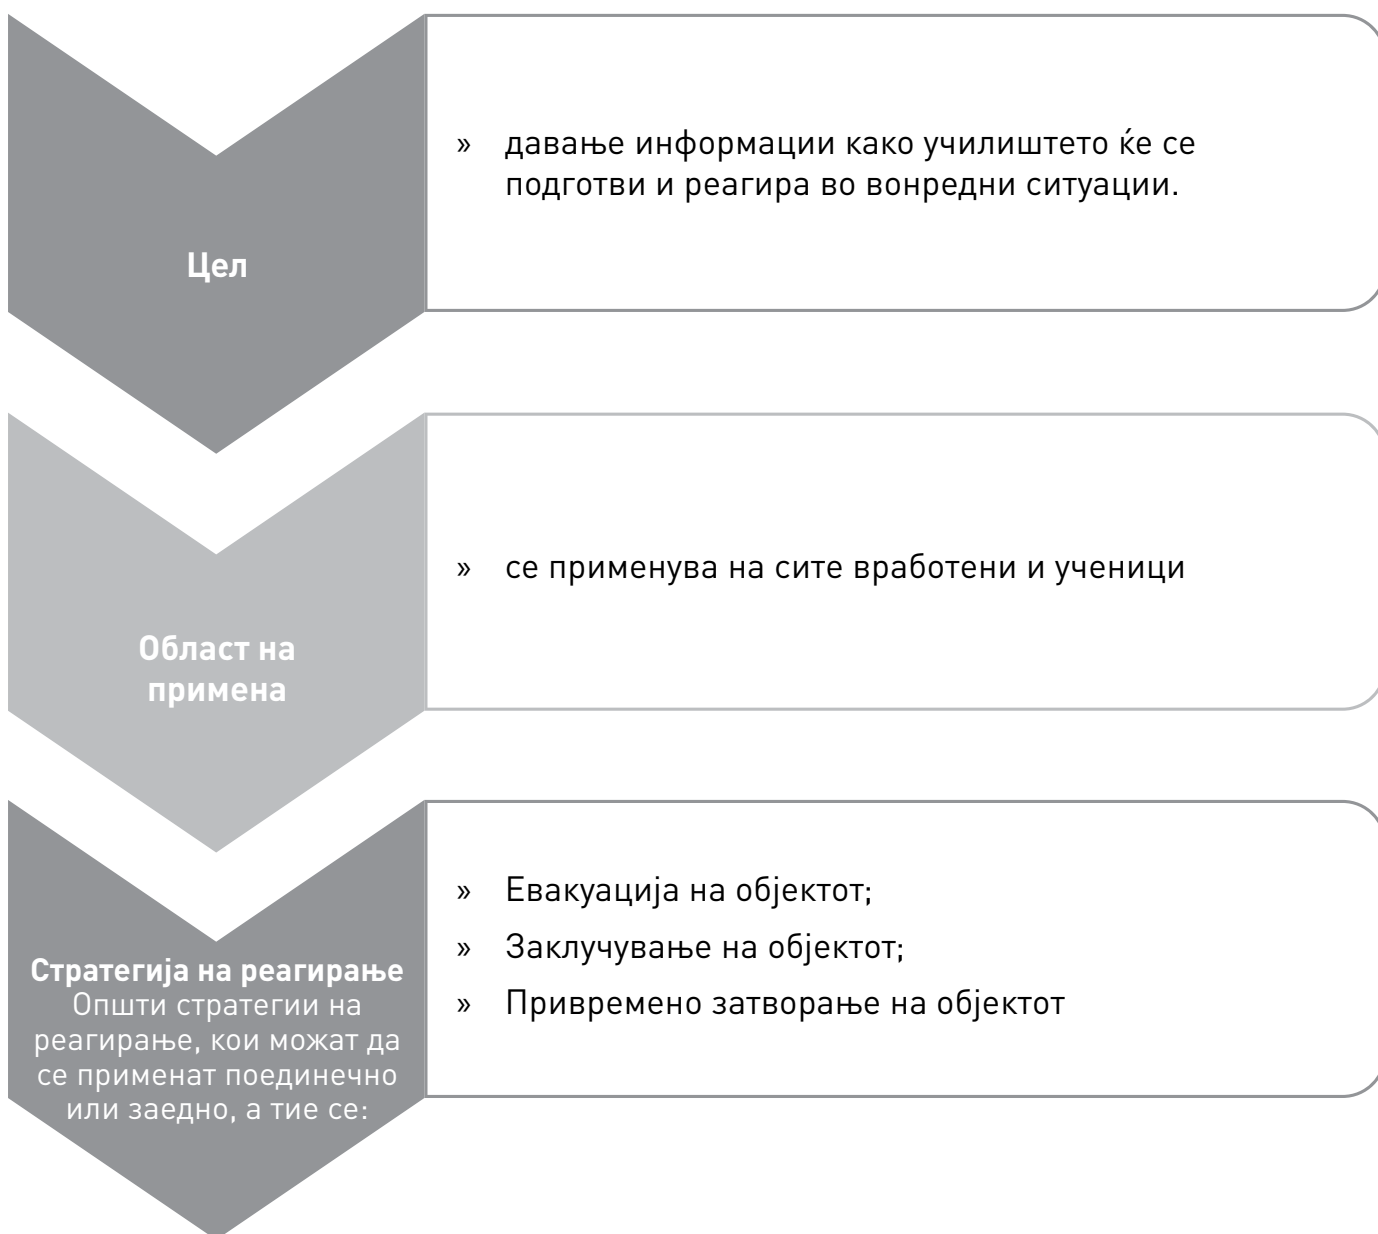 Цел
» давање информации како училиштето ќе се
подготви и реагира во вонредни ситуации.
Област на
примена
» се применува на сите вработени и ученици
Стратегија на реагирање
Општи стратегии на
реагирање, кои можат да
се применат поединечно
или заедно, а тие се:
» Евакуација на објектот;
» Заклучување на објектот;
» Привремено затворање на објектот